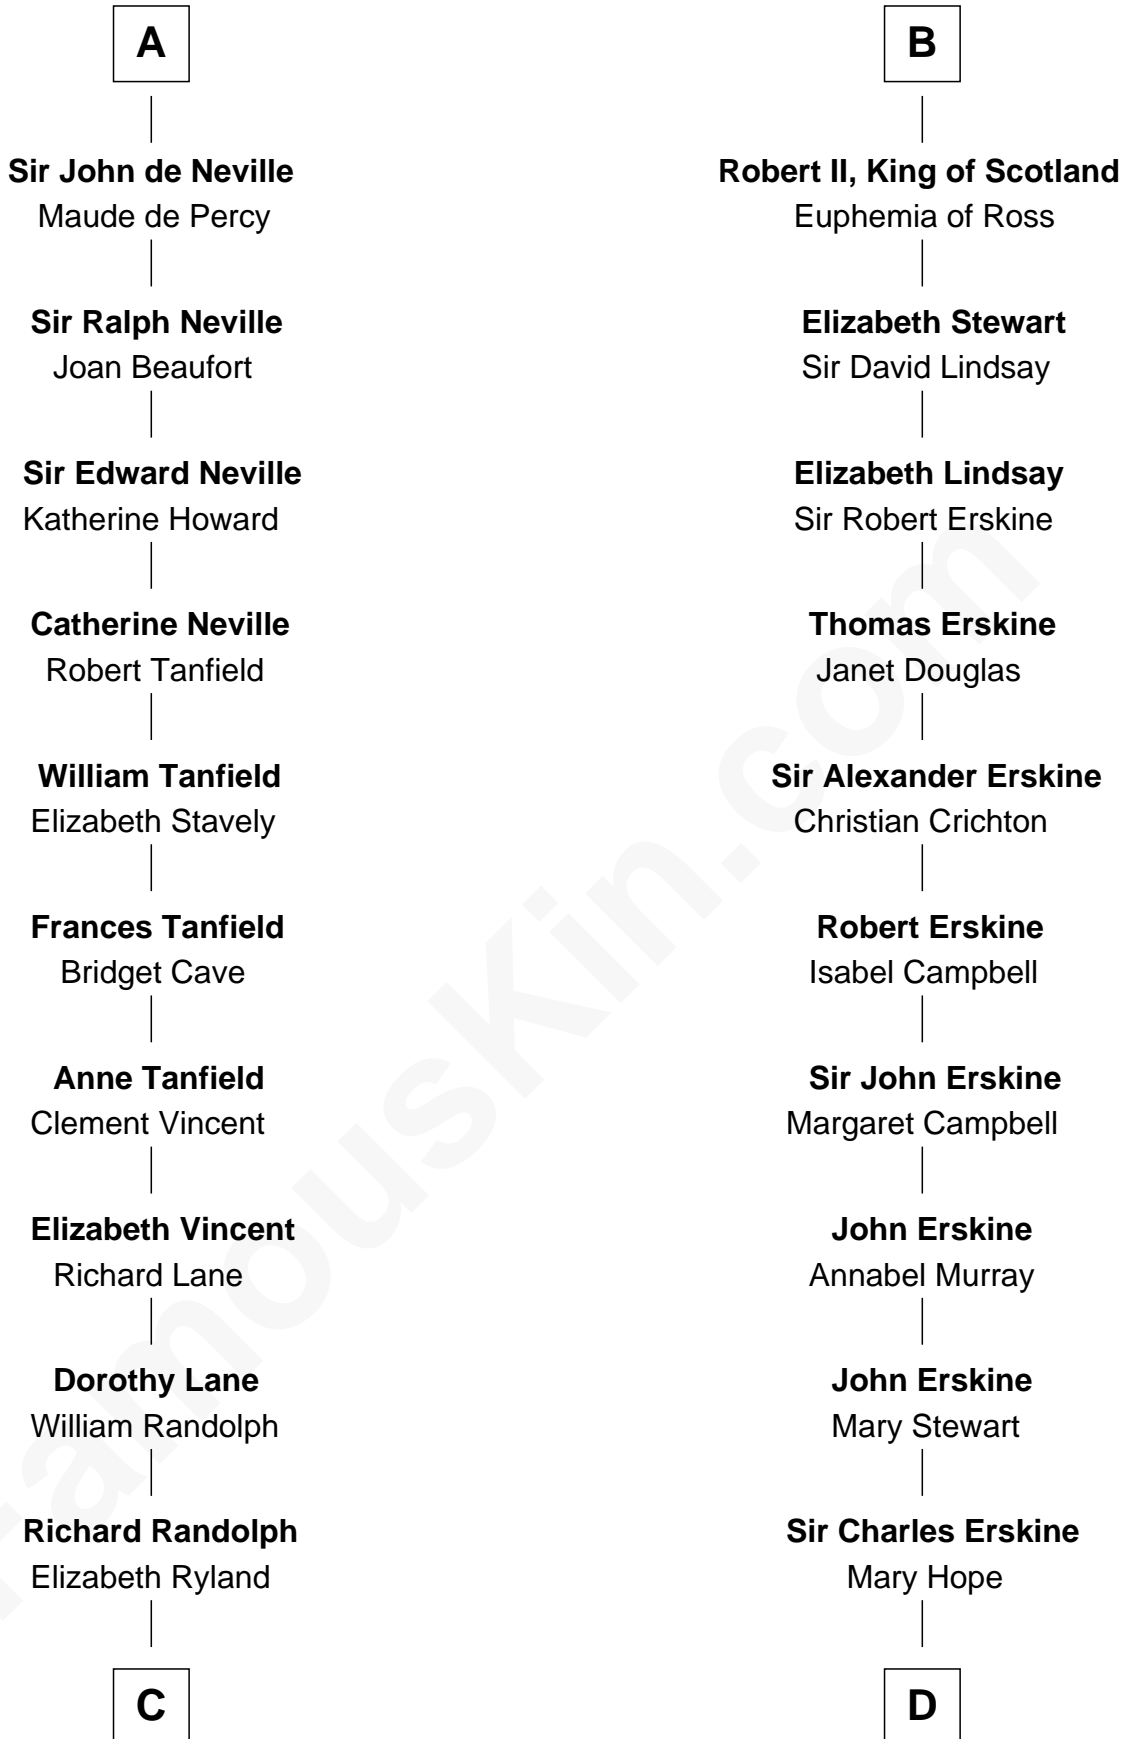 A
Sir John de Neville
Maude de Percy
Sir Ralph Neville
Joan Beaufort
Sir Edward Neville
Katherine Howard
Catherine Neville
Robert Tanfield
William Tanfield
Elizabeth Stavely
Frances Tanfield
Bridget Cave
Anne Tanfield
Clement Vincent
Elizabeth Vincent
Richard Lane
Dorothy Lane
William Randolph
Richard Randolph
Elizabeth Ryland
C
B
Robert II, King of Scotland
Euphemia of Ross
Elizabeth Stewart
Sir David Lindsay
Elizabeth Lindsay
Sir Robert Erskine
Thomas Erskine
Janet Douglas
Sir Alexander Erskine
Christian Crichton
Robert Erskine
Isabel Campbell
Sir John Erskine
Margaret Campbell
John Erskine
Annabel Murray
John Erskine
Mary Stewart
Sir Charles Erskine
Mary Hope
D
FamousKin.com